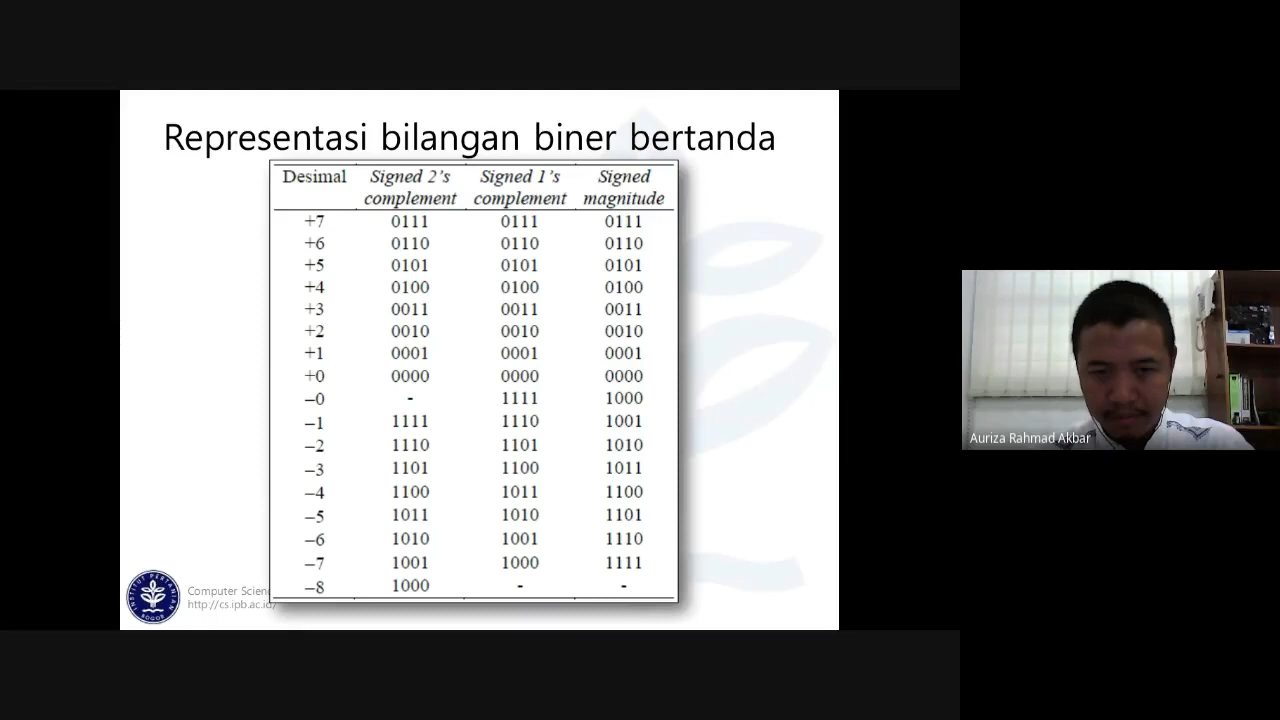 Representasi bilangan biner bertanda
Desimal Signed 2's complement Signed 1's complement Signed magnitude
+7 0111 0111 0111
+6 0110 0110 0110
+5 0101 0101 0101
+4 0100 0100 0100
+3 0011 0011 0011
+2 0010 0010 0010
+1 0001 0001 0001
+0 0000 0000 0000
−0 - 1111 1000
−1 1111 1110 1001
−2 1110 1101 1010
−3 1101 1100 1011
−4 1100 1011 1100
−5 1011 1010 1101
−6 1010 1001 1110
−7 1001 1000 1111
−8 1000 - -
INSTITUT PERTANIAN
BOGOR
Computer Scien
http://cs.ipb.ac.id/
Auriza Rahmad Akbar